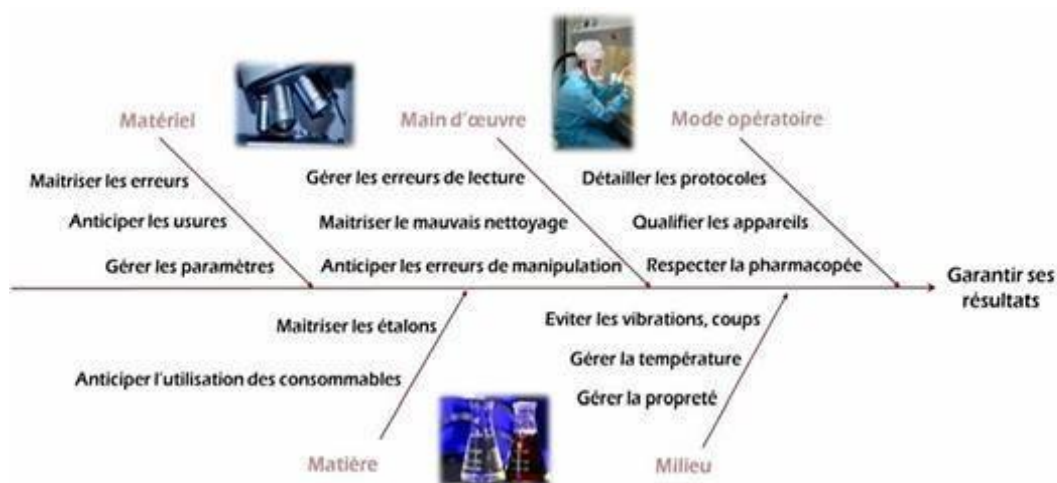 Matériel
Main d'œuvre
Mode opératoire
Maitriser les erreurs
Anticiper les usures
Gérer les paramètres
Gérer les erreurs de lecture
Maitriser le mauvais nettoyage
Anticiper les erreurs de manipulation
Détailler les protocoles
Qualifier les appareils
Respecter la pharmacopée
Garantir ses
résultats
Maitriser les étalons
Anticiper l'utilisation des consommables
Eviter les vibrations, coups
Gérer la température
Gérer la propreté
Matière
Milieu